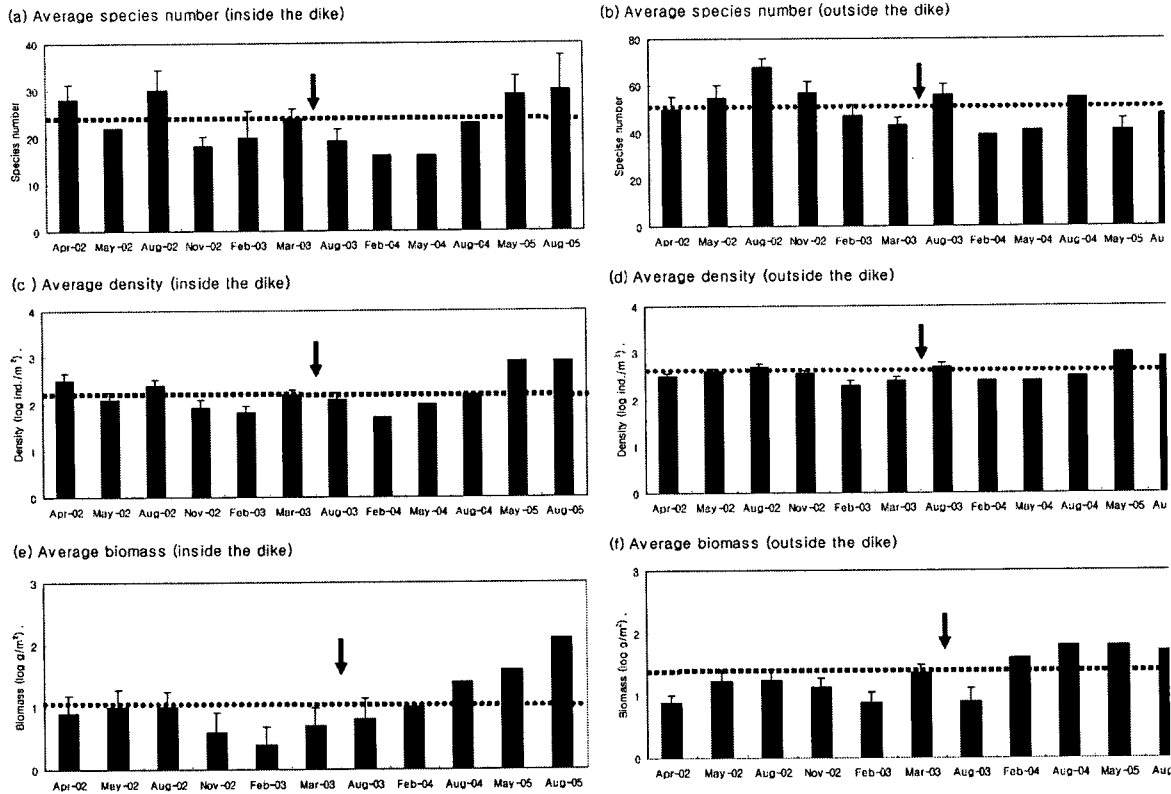 (a) Average species number (inside the dike)
Species number
40
30
20
10
0
Apr-02 May-02 Aug-02 Nov-02 Feb-03 Mar-03 Aug-03 Feb-04 May-04 Aug-04 May-05 Aug-05
(b) Average species number (outside the dike)
Specise number
80
60
40
20
0
Apr-02 May-02 Aug-02 Nov-02 Feb-03 Mar-03 Aug-03 Feb-04 May-04 Aug-04 May-05 Au
(c ) Average density (inside the dike)
Density (log ind./m²) .
4
3
2
1
0
Apr-02 May-02 Aug-02 Nov-02 Feb-03 Mar-03 Aug-03 Feb-04 May-04 Aug-04 May-05 Aug-05
(d) Average density (outside the dike)
Density (log ind./m²) .
4
3
2
1
0
Apr-02 May-02 Aug-02 Nov-02 Feb-03 Mar-03 Aug-03 Feb-04 May-04 Aug-04 May-05 Au
(e) Average biomass (inside the dike)
Biomass (log g/m²) .
3
2
1
0
Apr-02 May-02 Aug-02 Nov-02 Feb-03 Mar-03 Aug-03 Feb-04 Aug-04 May-05 Aug-05
(f) Average biomass (outside the dike)
Biomass (log g/m²) .
3
2
1
0
Apr-02 May-02 Aug-02 Nov-02 Feb-03 Mar-03 Aug-03 Feb-04 Aug-04 May-05 Aug